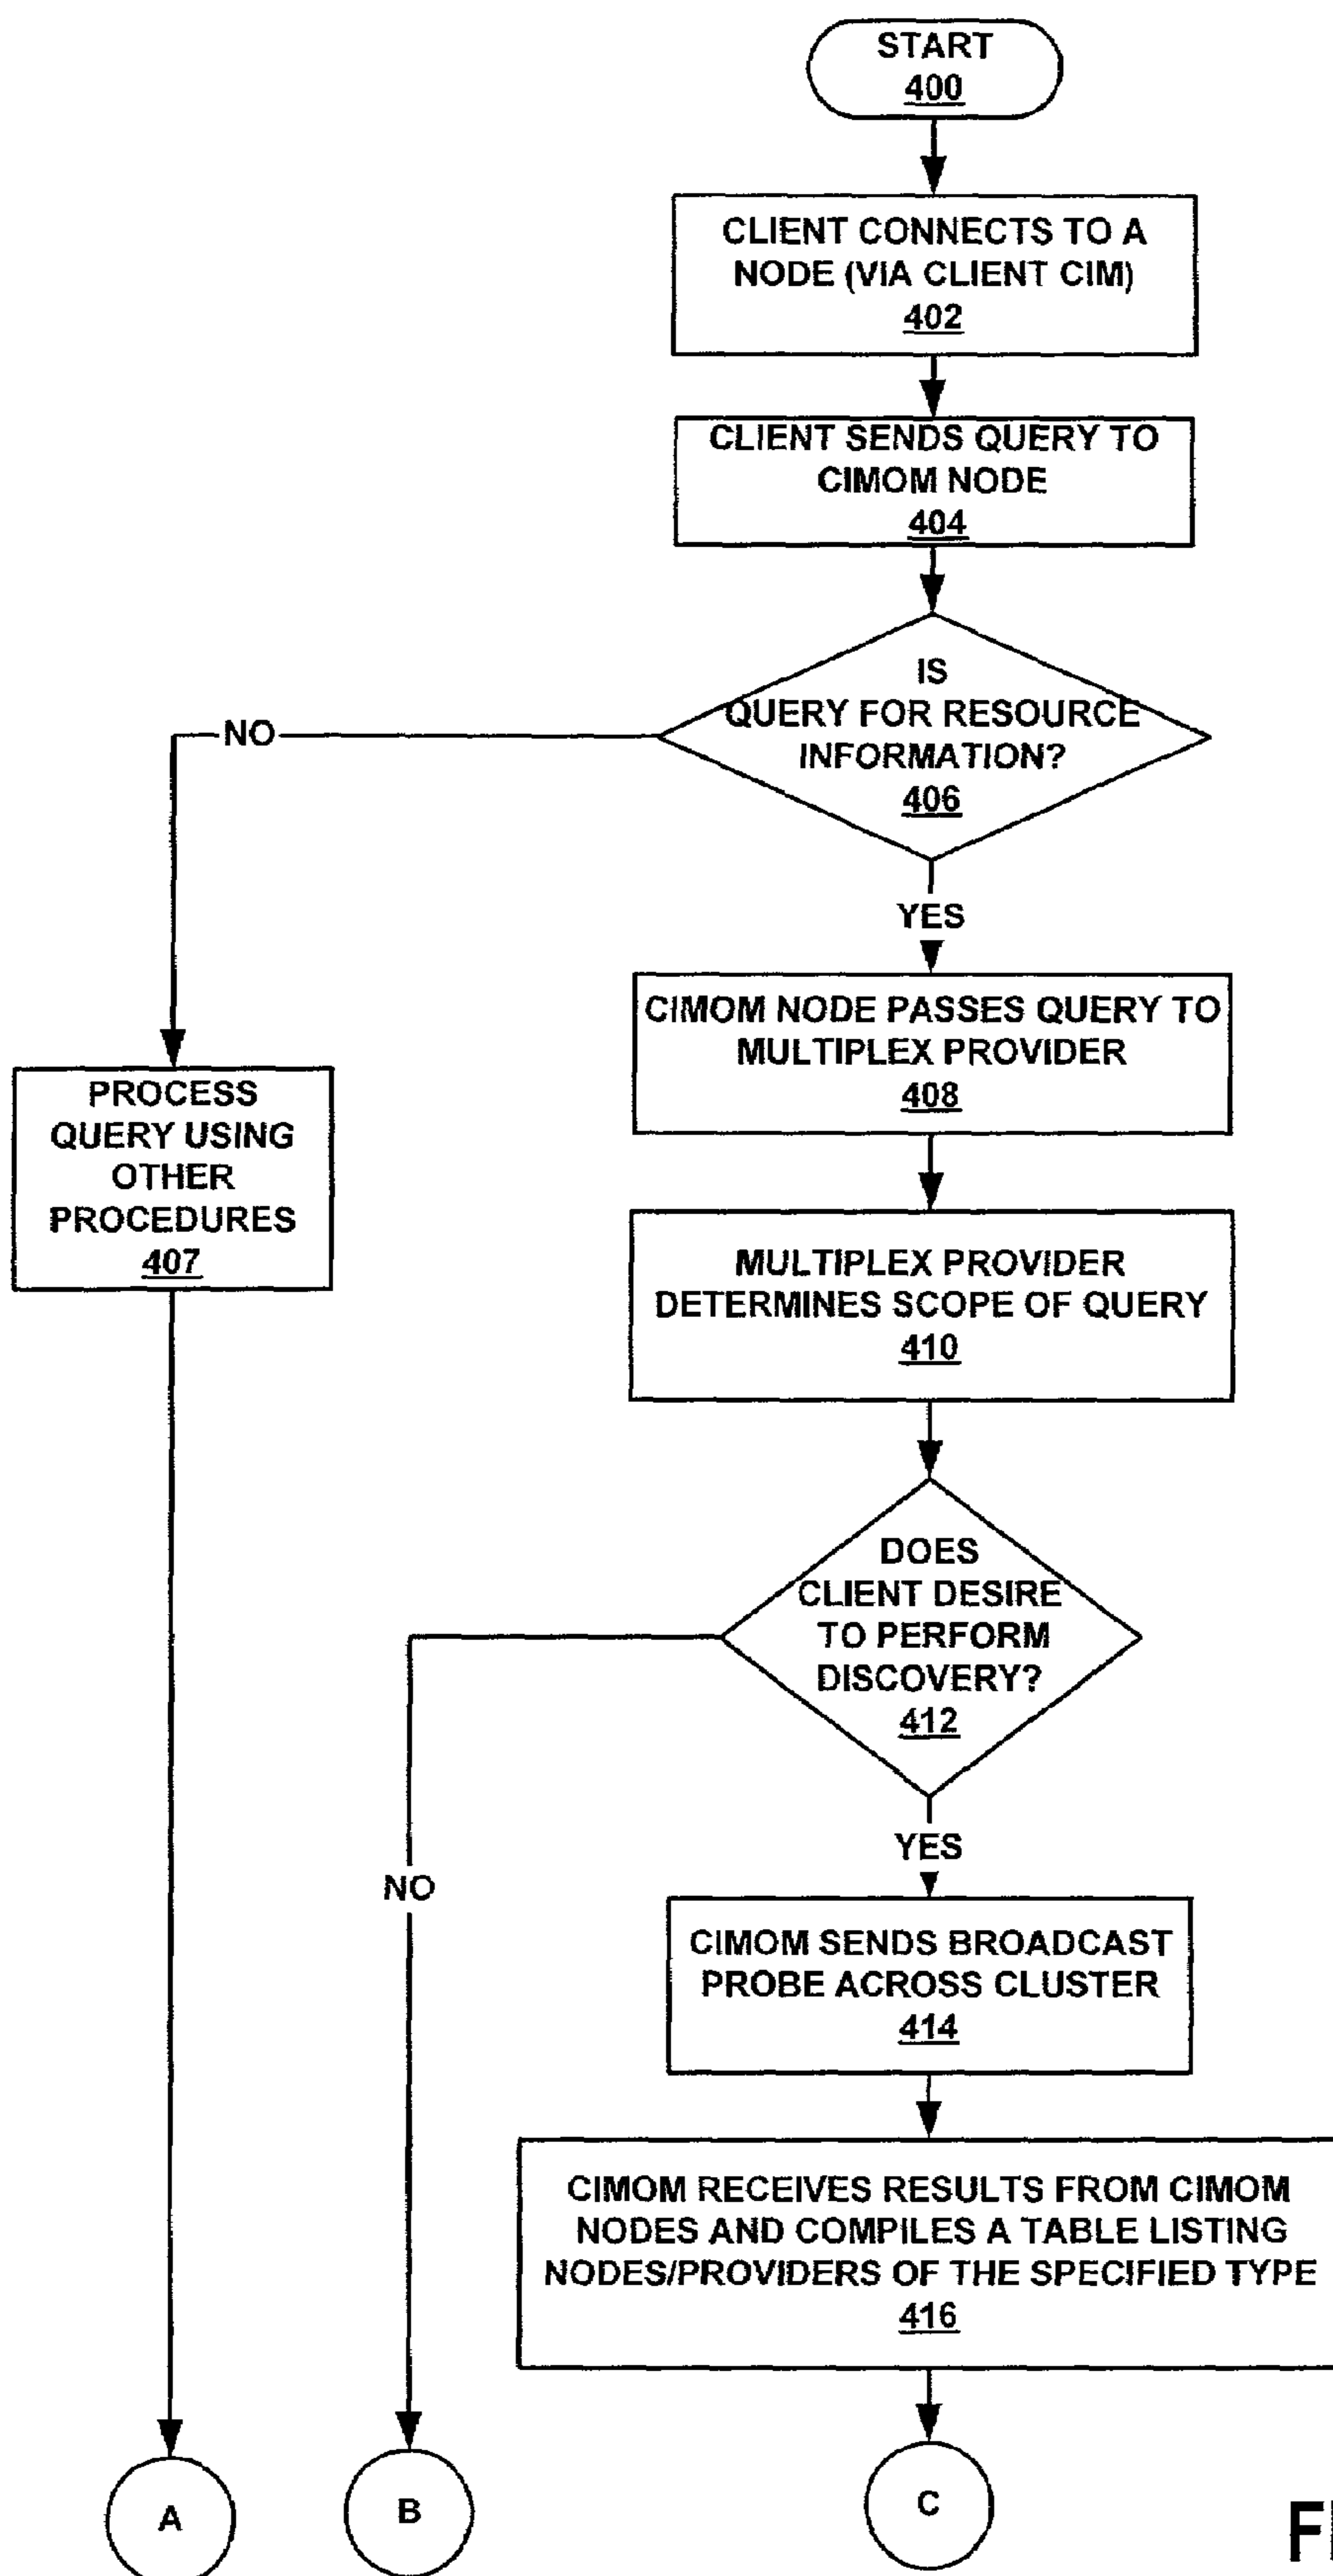 START
400
CLIENT CONNECTS TO A
NODE (VIA CLIENT CIM)
402
CLIENT SENDS QUERY TO
CIMOM NODE
404
IS
QUERY FOR RESOURCE
INFORMATION?
406
NO
YES
CIMOM NODE PASSES QUERY TO
MULTIPLEX PROVIDER
408
PROCESS
QUERY USING
OTHER
PROCEDURES
407
MULTIPLEX PROVIDER
DETERMINES SCOPE OF QUERY
410
DOES
CLIENT DESIRE
TO PERFORM
DISCOVERY?
412
NO
YES
CIMOM SENDS BROADCAST
PROBE ACROSS CLUSTER
414
CIMOM RECEIVES RESULTS FROM CIMOM
NODES AND COMPILES A TABLE LISTING
NODES/PROVIDERS OF THE SPECIFIED TYPE
416
A
B
C